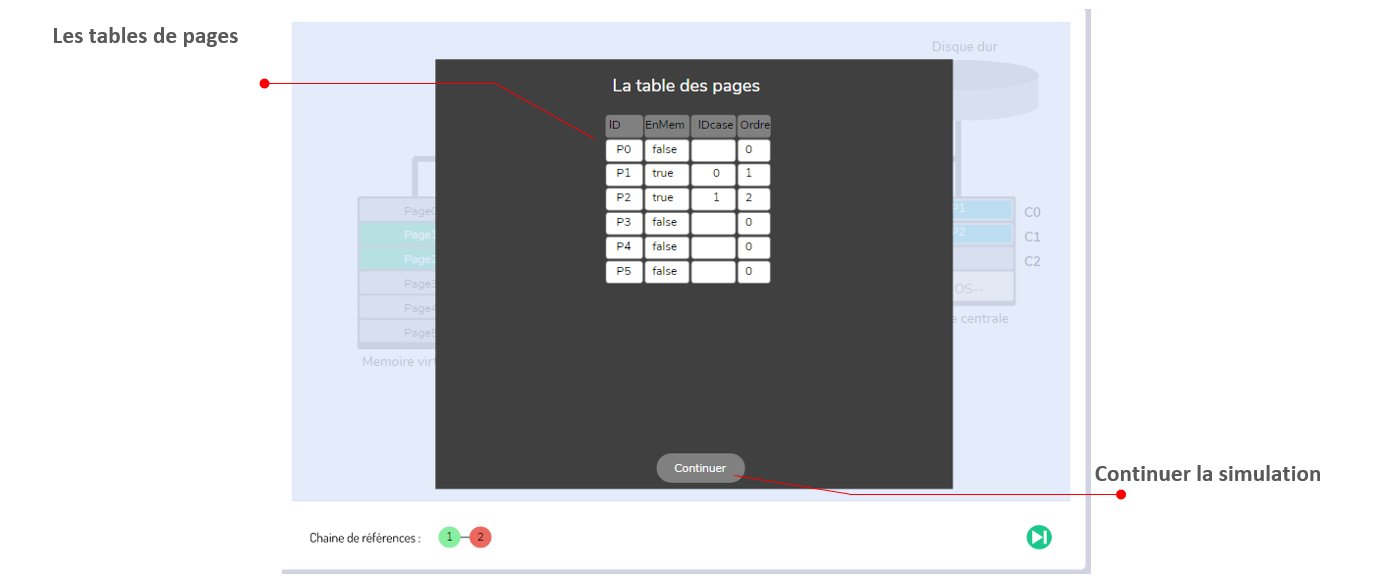 Les tables de pages
Disque dur
La table des pages
ID EnMem IDcase Ordre
P0 false 0
P1 true 0 1
P2 true 1 2
P3 false 0
P4 false 0
P5 false 0
Page0
Page1
Page2
Page3
Page4
Page5
Memoire virt
P1 C0
P2 C1
C2
OS--
e centrale
Continuer
Continuer la simulation
Chaine de références : 1 2